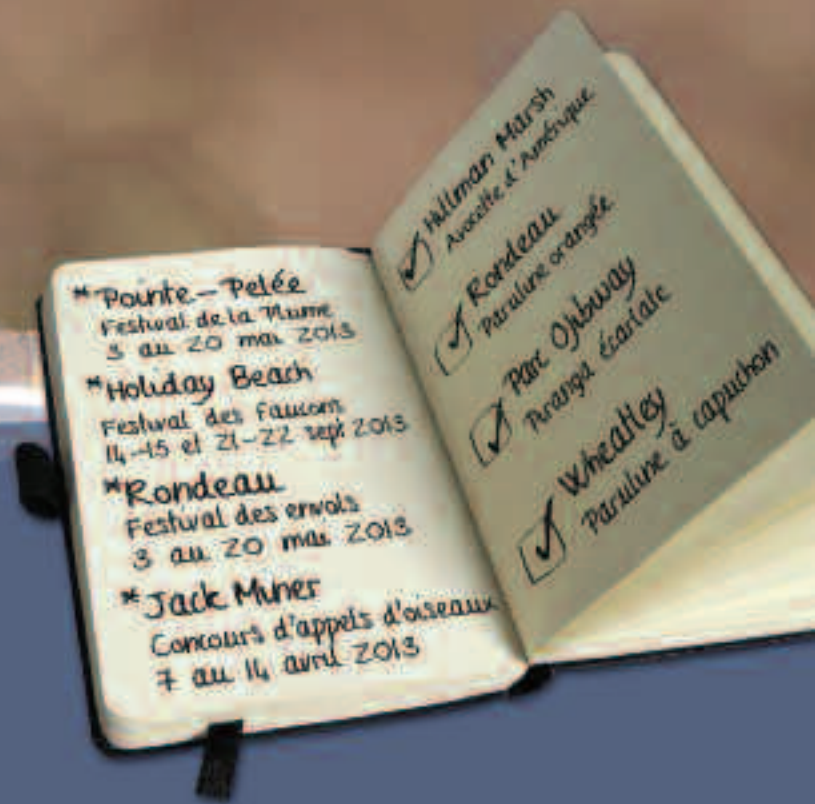 *Pointe-Pelée
Festival de la Plume
3 au 20 mai 2013
*Holiday Beach
Festival des faucons
14-15 et 21-22 sept 2013
*Rondeau
Festival des envols
3 au 20 mai 2013
*Jack Miner
Concours d'appels d'oiseaux
7 au 14 avril 2013
Hillman Marsh
Avocette d'Amérique
Rondeau
Paruline orangée
Parc Ojibway
Piranga écarlate
Wheatley
Paruline à capuchon